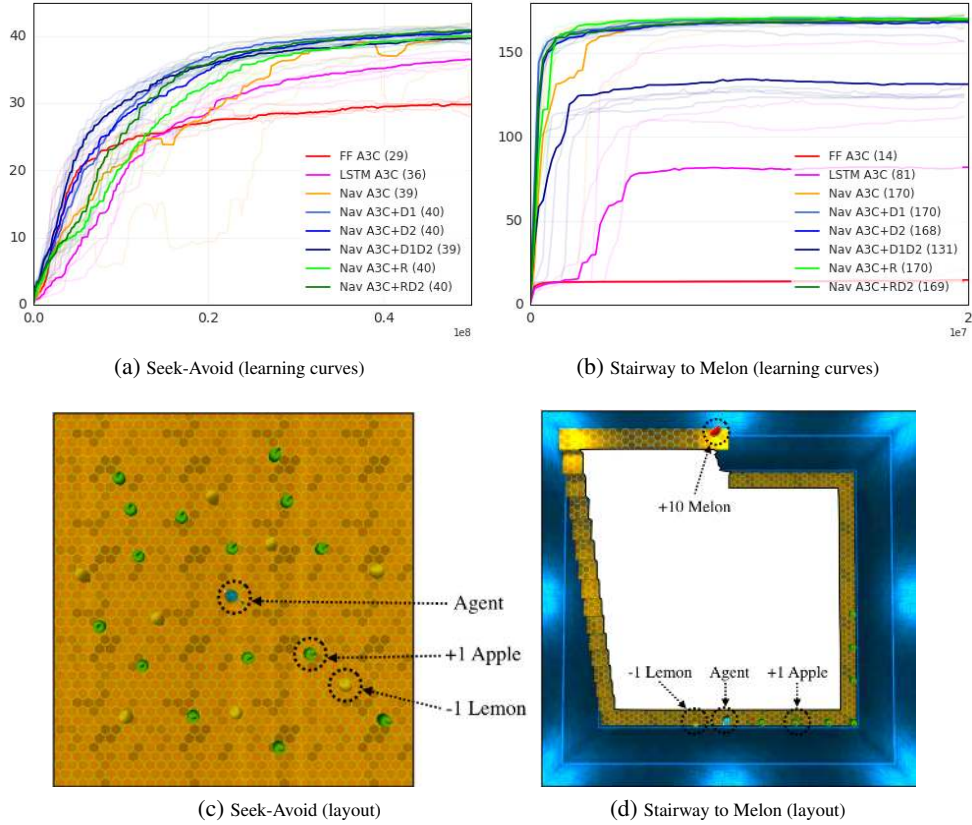 40
30
20
10
0
0.0
0.2
0.4
1e8
FF A3C (29)
LSTM A3C (36)
Nav A3C (39)
Nav A3C+D1 (40)
Nav A3C+D2 (40)
Nav A3C+D1D2 (39)
Nav A3C+R (40)
Nav A3C+RD2 (40)
150
100
50
0
0
2
1e7
FF A3C (14)
LSTM A3C (81)
Nav A3C (170)
Nav A3C+D1 (170)
Nav A3C+D2 (168)
Nav A3C+D1D2 (131)
Nav A3C+R (170)
Nav A3C+RD2 (169)
(a) Seek-Avoid (learning curves)
(b) Stairway to Melon (learning curves)
Agent
+1 Apple
-1 Lemon
+10 Melon
-1 Lemon
Agent
+1 Apple
(c) Seek-Avoid (layout)
(d) Stairway to Melon (layout)